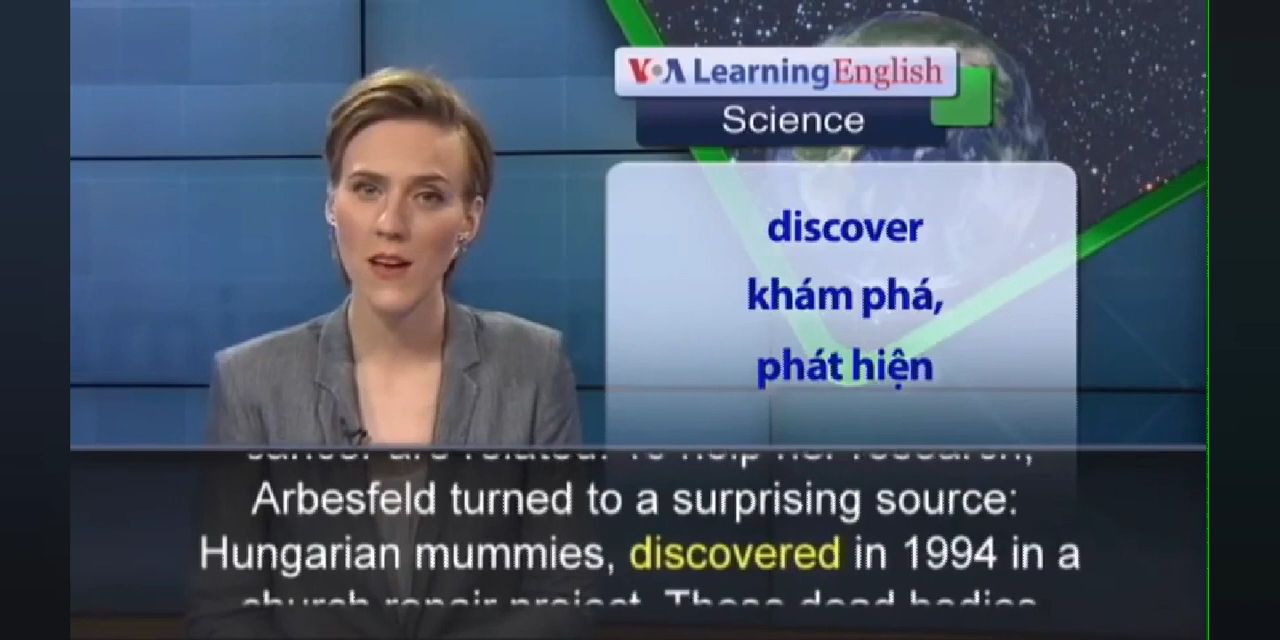 VOA Learning English
Science
discover
khám phá,
phát hiện
Arbesfeld turned to a surprising source:
Hungarian mummies, discovered in 1994 in a